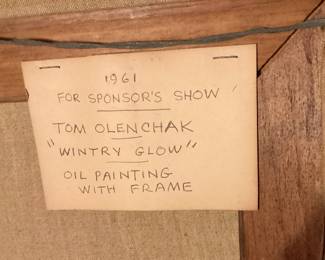 1961
FOR SPONSOR'S SHOW
TOM OLENCHAK
"WINTRY GLOW"
OIL PAINTING
WITH FRAME